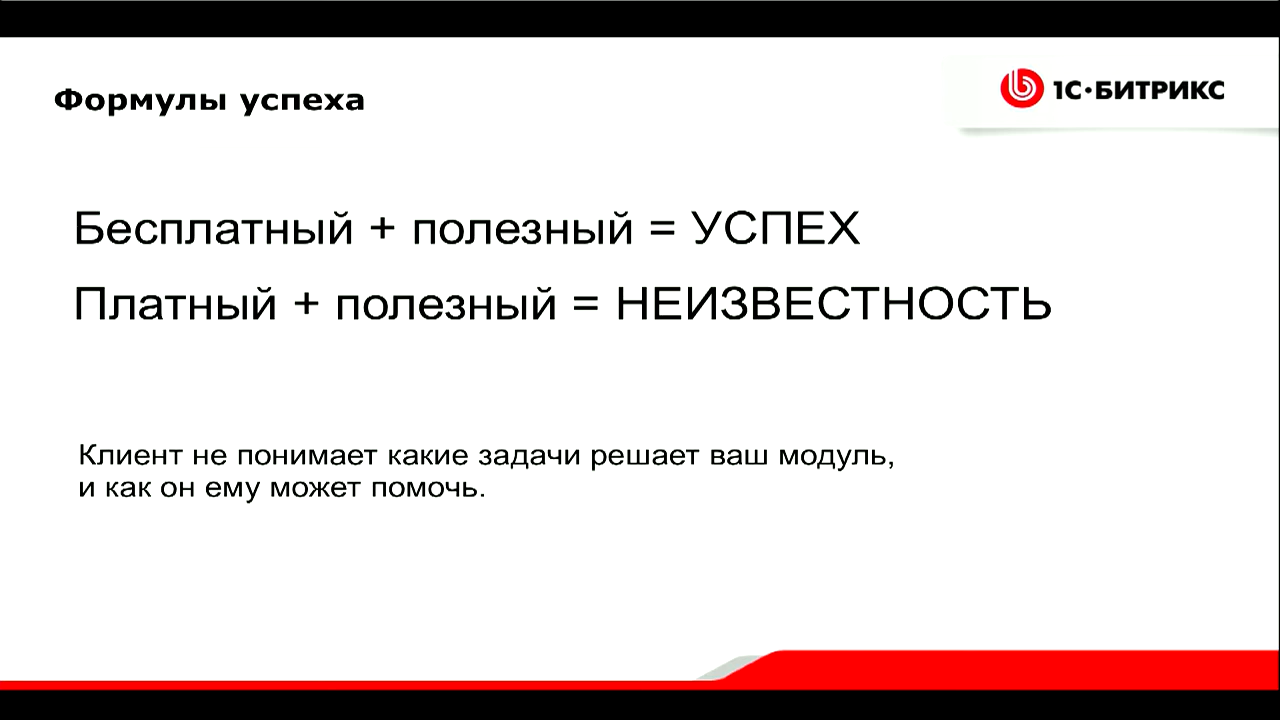 Формулы успеха
1С·БИТРИКС
Бесплатный + полезный = УСПЕХ
Платный + полезный = НЕИЗВЕСТНОСТЬ
Клиент не понимает какие задачи решает ваш модуль,
и как он ему может помочь.